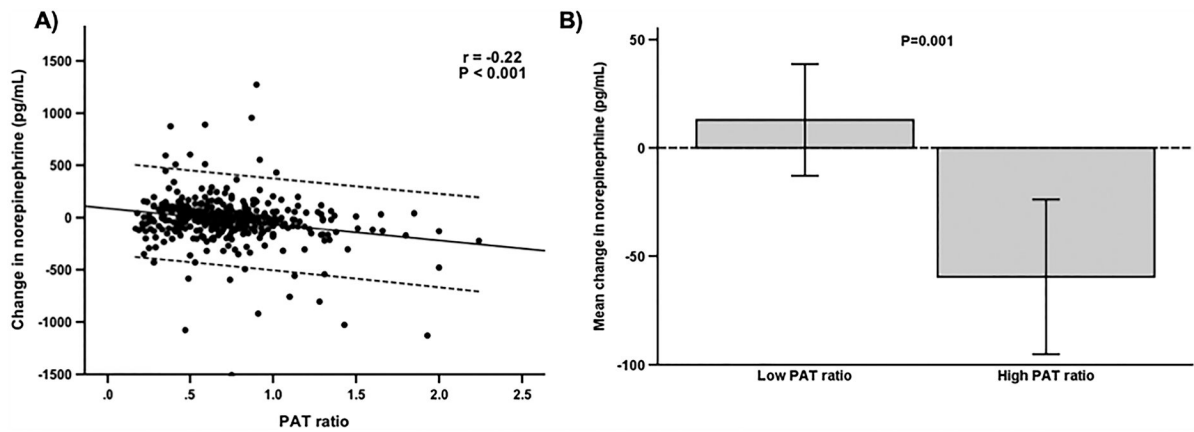 A)
r = -0.22
P < 0.001
Change in norepinephrine (pg/mL)
1500
1000
500
0
-500
-1000
-1500
.0 .5 1.0 1.5 2.0 2.5
PAT ratio
B)
P=0.001
Mean change in norepineprhine (pg/mL)
50
0
-50
-100
Low PAT ratio High PAT ratio